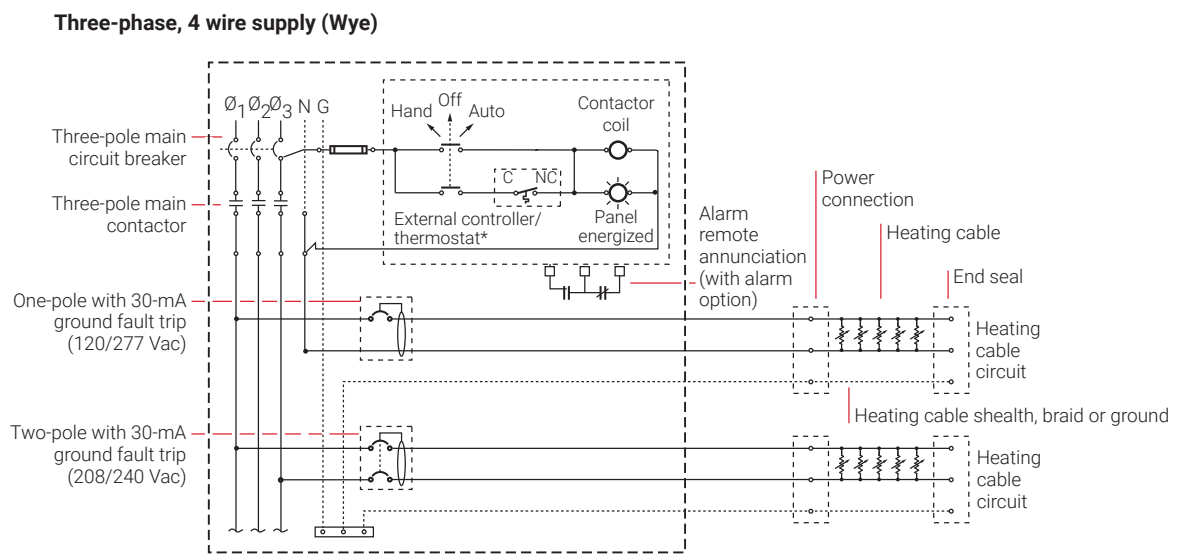 Three-phase, 4 wire supply (Wye)
Ø1 Ø2 Ø3 N G
Hand
Off
Auto
Contactor
coil
Three-pole main
circuit breaker
C NC
Three-pole main
contactor
External controller/
thermostat*
Panel
energized
Alarm
remote
annunciation
(with alarm
option)
Power
connection
Heating cable
End seal
One-pole with 30-mA
ground fault trip
(120/277 Vac)
Heating
cable
circuit
Heating cable shealth, braid or ground
Two-pole with 30-mA
ground fault trip
(208/240 Vac)
Heating
cable
circuit